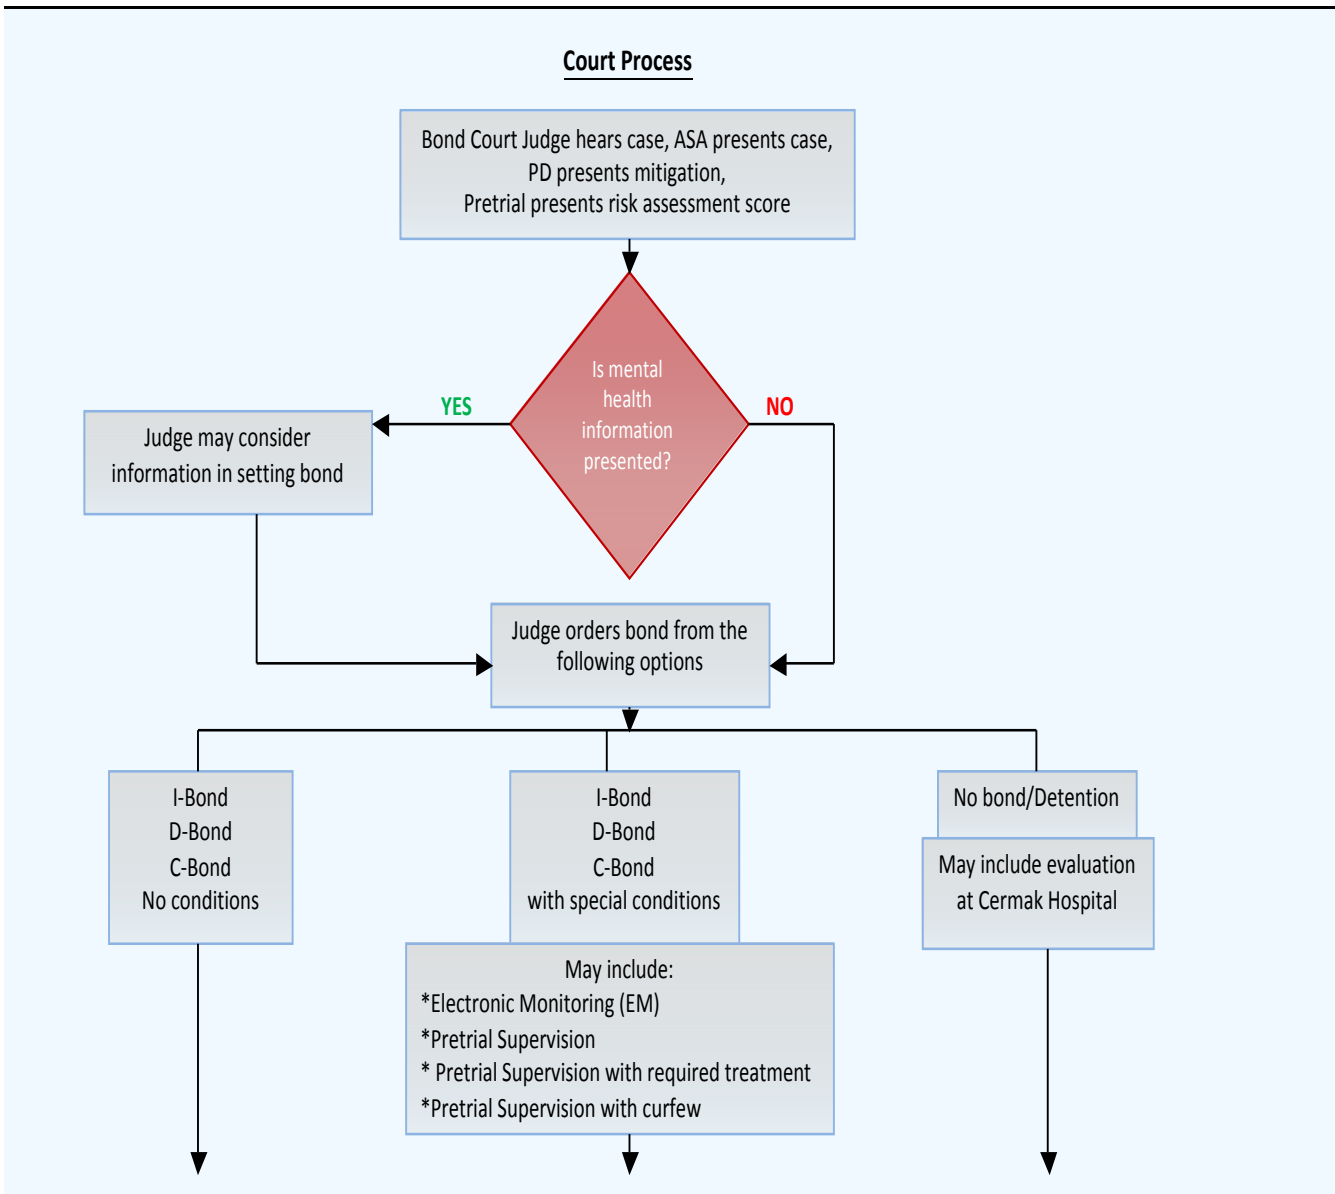 Court Process
Bond Court Judge hears case, ASA presents case,
PD presents mitigation,
Pretrial presents risk assessment score
Is mental
health
information
presented?
YES
NO
Judge may consider
information in setting bond
Judge orders bond from the
following options
I-Bond
D-Bond
C-Bond
No conditions
I-Bond
D-Bond
C-Bond
with special conditions
May include:
*Electronic Monitoring (EM)
*Pretrial Supervision
* Pretrial Supervision with required treatment
*Pretrial Supervision with curfew
No bond/Detention
May include evaluation
at Cermak Hospital